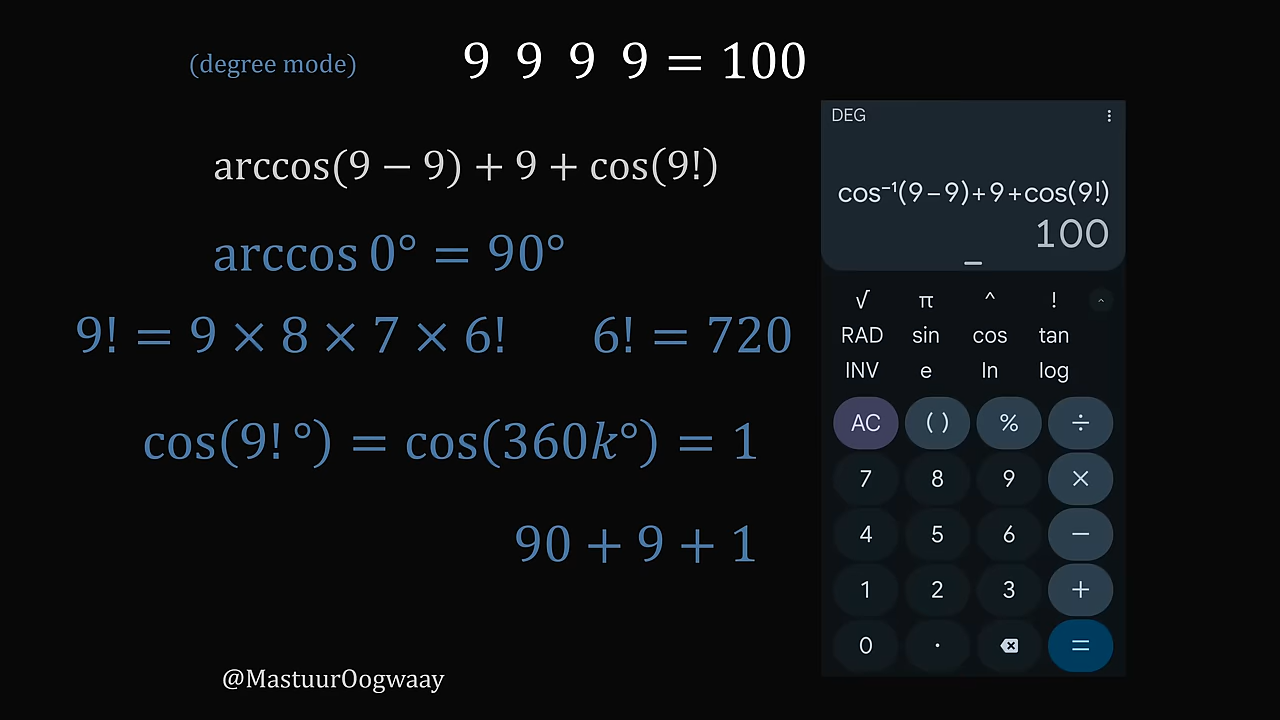 (degree mode) 9 9 9 9 = 100
arccos(9 − 9) + 9 + cos(9!)
arccos 0° = 90°
9! = 9 × 8 × 7 × 6! 6! = 720
cos(9! °) = cos(360k°) = 1
90 + 9 + 1
@MastuurOogwaay
DEG
cos⁻¹(9−9)+9+cos(9!)
100
√ π ^ !
RAD sin cos tan
INV e ln log
AC ( ) % ÷
7 8 9 ×
4 5 6 −
1 2 3 +
0 . =